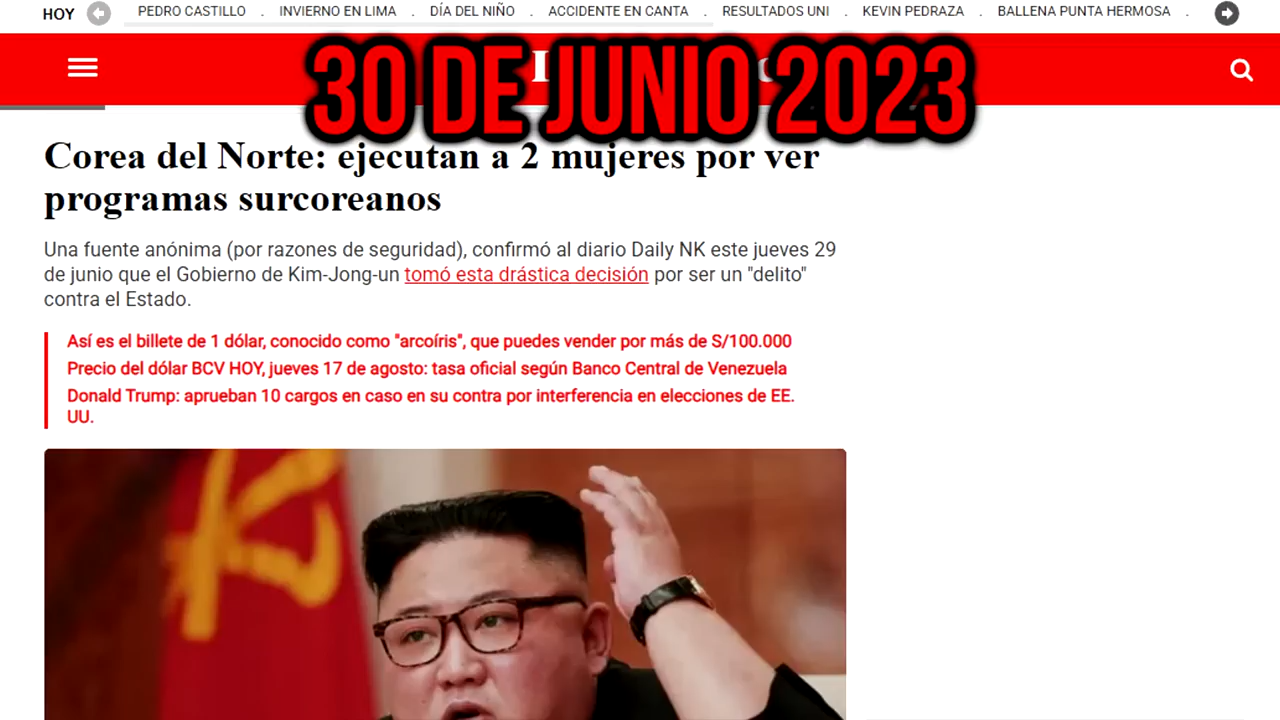 HOY PEDRO CASTILLO . INVIERNO EN LIMA . DÍA DEL NIÑO . ACCIDENTE EN CANTA . RESULTADOS UNI . KEVIN PEDRAZA . BALLENA PUNTA HERMOSA .
30 DE JUNIO 2023
Corea del Norte: ejecutan a 2 mujeres por ver
programas surcoreanos
Una fuente anónima (por razones de seguridad), confirmó al diario Daily NK este jueves 29
de junio que el Gobierno de Kim-Jong-un tomó esta drástica decisión por ser un "delito"
contra el Estado.
Así es el billete de 1 dólar, conocido como "arcoíris", que puedes vender por más de S/100.000
Precio del dólar BCV HOY, jueves 17 de agosto: tasa oficial según Banco Central de Venezuela
Donald Trump: aprueban 10 cargos en caso en su contra por interferencia en elecciones de EE.
UU.